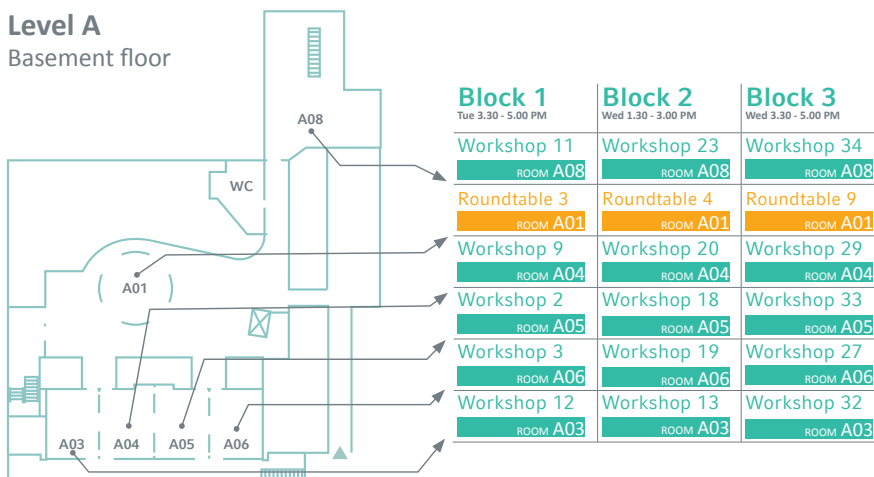 Level A
Basement floor
A08
WC
A01
A03
A04
A05
A06
Block 1
Tue 3.30 - 5.00 PM
Block 2
Wed 1.30 - 3.00 PM
Block 3
Wed 3.30 - 5.00 PM
Workshop 11
ROOM A08
Workshop 23
ROOM A08
Workshop 34
ROOM A08
Roundtable 3
ROOM A01
Roundtable 4
ROOM A01
Roundtable 9
ROOM A01
Workshop 9
ROOM A04
Workshop 20
ROOM A04
Workshop 29
ROOM A04
Workshop 2
ROOM A05
Workshop 18
ROOM A05
Workshop 33
ROOM A05
Workshop 3
ROOM A06
Workshop 19
ROOM A06
Workshop 27
ROOM A06
Workshop 12
ROOM A03
Workshop 13
ROOM A03
Workshop 32
ROOM A03